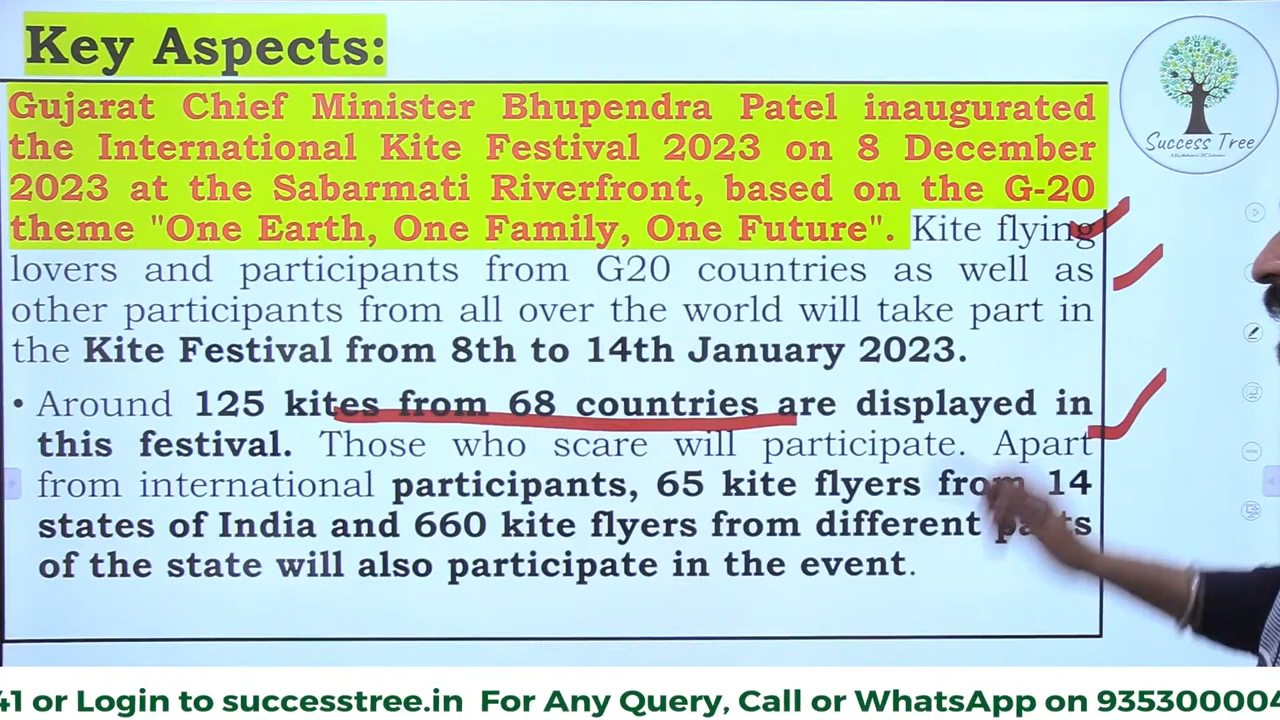 Key Aspects:
Gujarat Chief Minister Bhupendra Patel inaugurated
the International Kite Festival 2023 on 8 December
2023 at the Sabarmati Riverfront, based on the G-20
theme "One Earth, One Family, One Future". Kite flying
lovers and participants from G20 countries as well as
other participants from all over the world will take part in
the Kite Festival from 8th to 14th January 2023.
• Around 125 kites from 68 countries are displayed in
this festival. Those who scare will participate. Apart
from international participants, 65 kite flyers from 14
states of India and 660 kite flyers from different parts
of the state will also participate in the event.
Success Tree
41 or Login to successtree.in For Any Query, Call or WhatsApp on 935300004